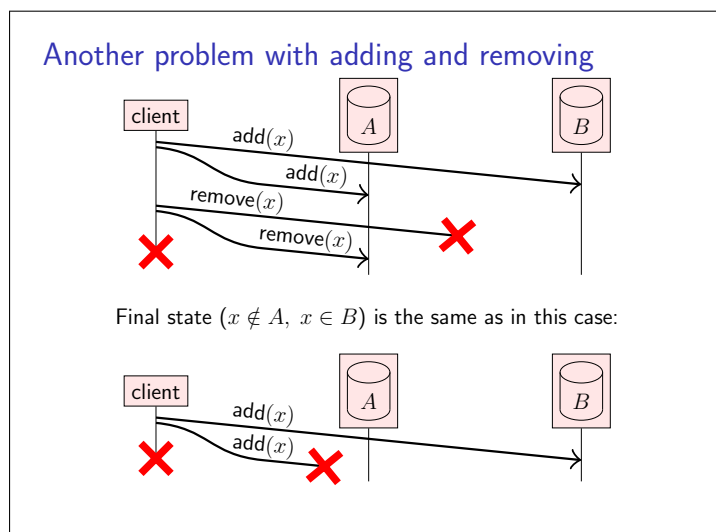 Another problem with adding and removing
client
A
B
add(x)
add(x)
remove(x)
remove(x)
Final state (x ∉ A, x ∈ B) is the same as in this case:
client
A
B
add(x)
add(x)